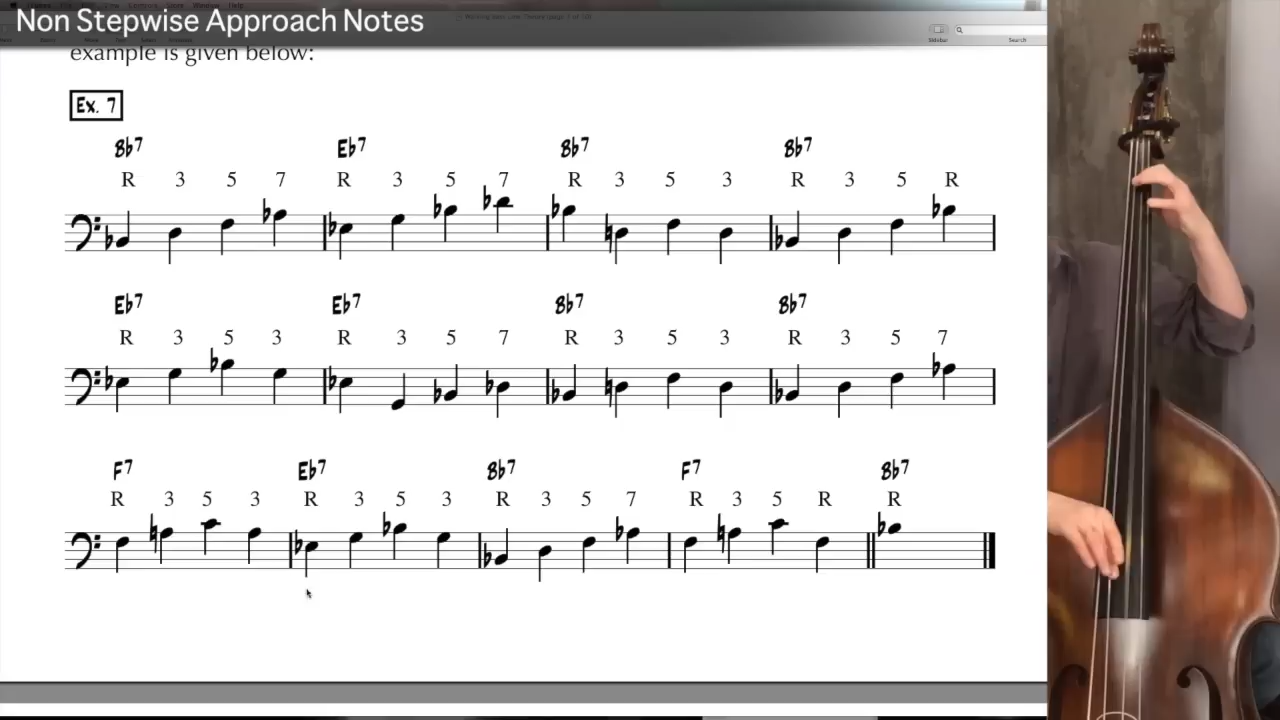 Non Stepwise Approach Notes
Sidebar
Search
example is given below:
Ex. 7
Bb7 Eb7 Bb7 Bb7
R 3 5 7 R 3 5 7 R 3 5 3 R 3 5 R
Eb7 Eb7 Bb7 Bb7
R 3 5 3 R 3 5 7 R 3 5 3 R 3 5 7
F7 Eb7 Bb7 F7 Bb7
R 3 5 3 R 3 5 3 R 3 5 7 R 3 5 R R